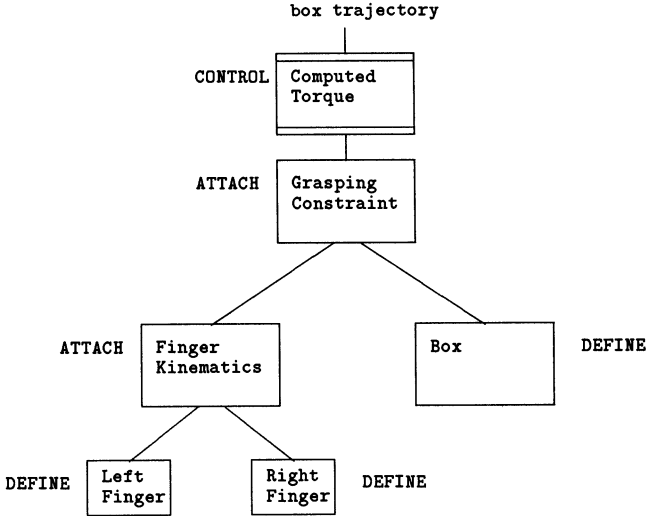 box trajectory
CONTROL
Computed
Torque
ATTACH
Grasping
Constraint
ATTACH
Finger
Kinematics
Box
DEFINE
DEFINE
Left
Finger
Right
Finger
DEFINE